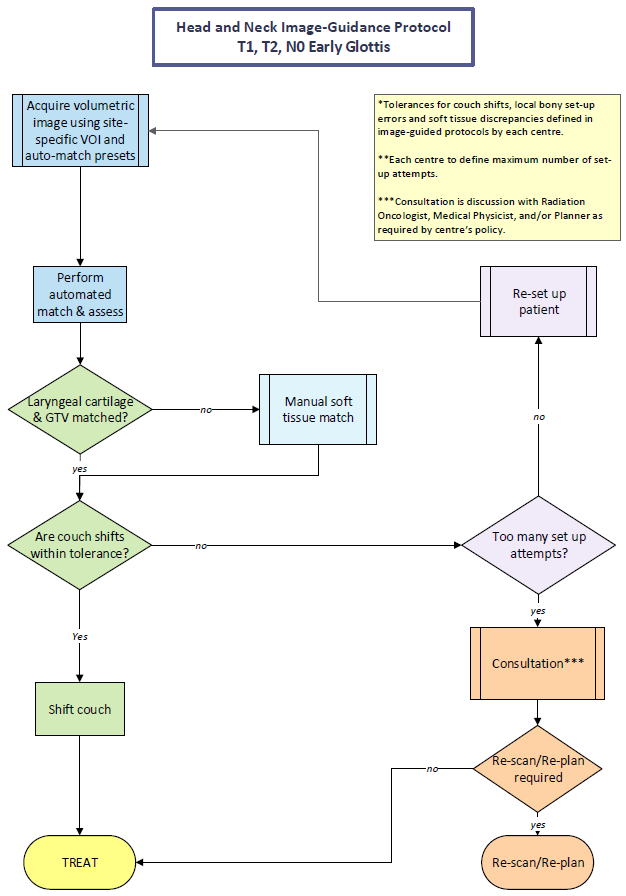 Head and Neck Image-Guidance Protocol
T1, T2, N0 Early Glottis
Acquire volumetric
image using site-
specific VOI and
auto-match presets
*Tolerances for couch shifts, local bony set-up
errors and soft tissue discrepancies defined in
image-guided protocols by each centre.
**Each centre to define maximum number of set-
up attempts.
***Consultation is discussion with Radiation
Oncologist, Medical Physicist, and/or Planner as
required by centre's policy.
Perform
automated
match & assess
Re-set up
patient
Laryngeal cartilage
& GTV matched?
no
Manual soft
tissue match
no
yes
Are couch shifts
within tolerance?
no
Too many set up
attempts?
yes
Yes
Consultation***
Shift couch
Re-scan/Re-plan
required
no
yes
TREAT
Re-scan/Re-plan